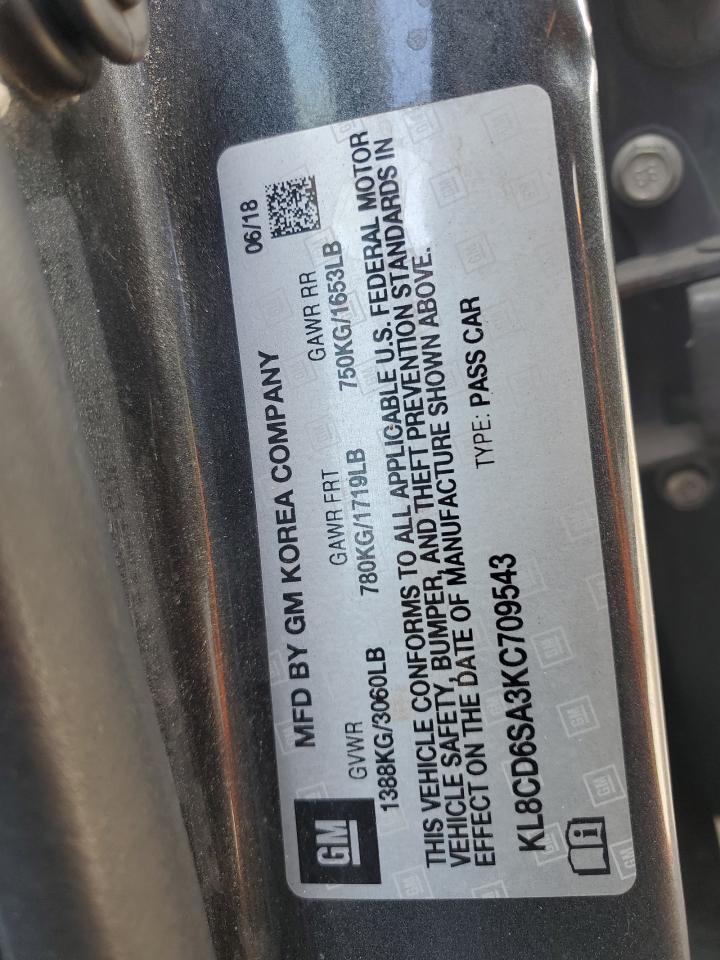 GM
MFD BY GM KOREA COMPANY
06/18
GVWR GAWR FRT GAWR RR
1388KG/3060LB 780KG/1719LB 750KG/1653LB
THIS VEHICLE CONFORMS TO ALL APPLICABLE U.S. FEDERAL MOTOR
VEHICLE SAFETY, BUMPER, AND THEFT PREVENTION STANDARDS IN
EFFECT ON THE DATE OF MANUFACTURE SHOWN ABOVE.
TYPE: PASS CAR
KL8CD6SA3KC709543